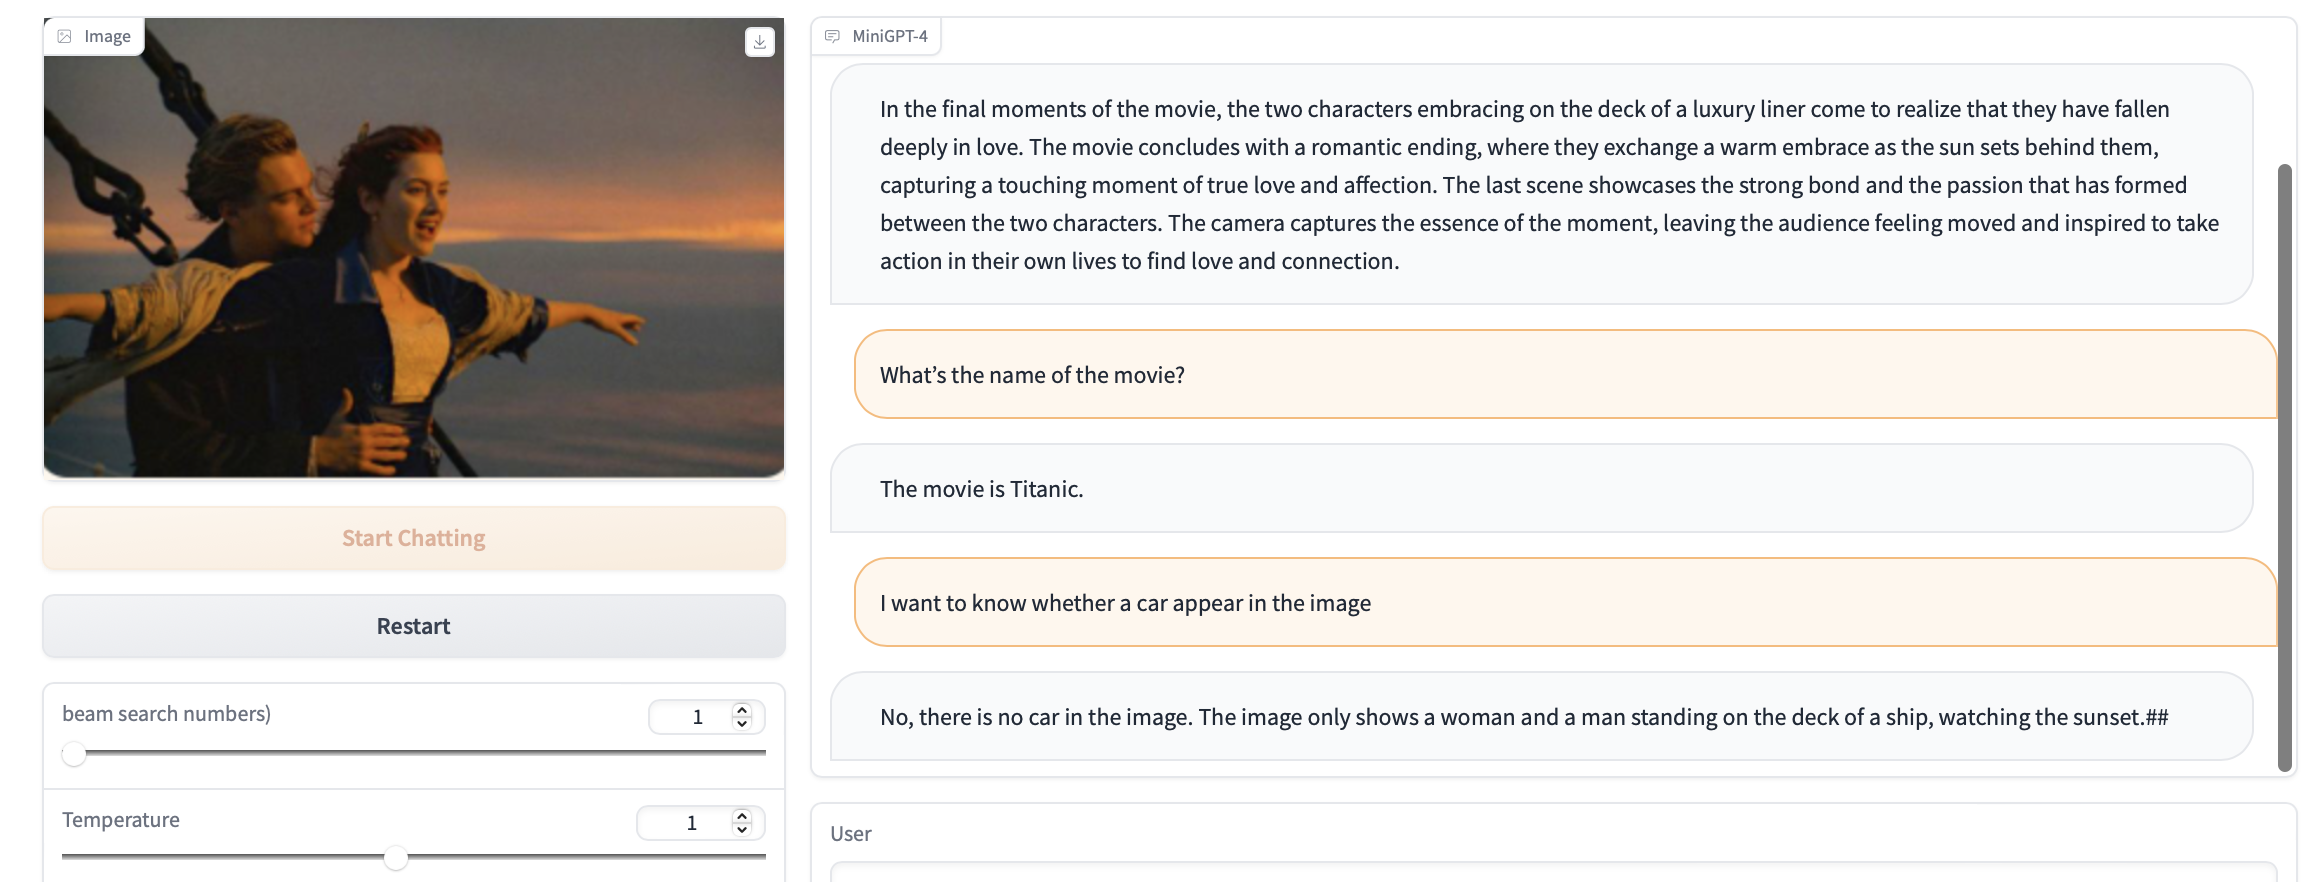 Image
MiniGPT-4
In the final moments of the movie, the two characters embracing on the deck of a luxury liner come to realize that they have fallen
deeply in love. The movie concludes with a romantic ending, where they exchange a warm embrace as the sun sets behind them,
capturing a touching moment of true love and affection. The last scene showcases the strong bond and the passion that has formed
between the two characters. The camera captures the essence of the moment, leaving the audience feeling moved and inspired to take
action in their own lives to find love and connection.
What’s the name of the movie?
The movie is Titanic.
I want to know whether a car appear in the image
No, there is no car in the image. The image only shows a woman and a man standing on the deck of a ship, watching the sunset.##
Start Chatting
Restart
beam search numbers)
1
Temperature
1
User